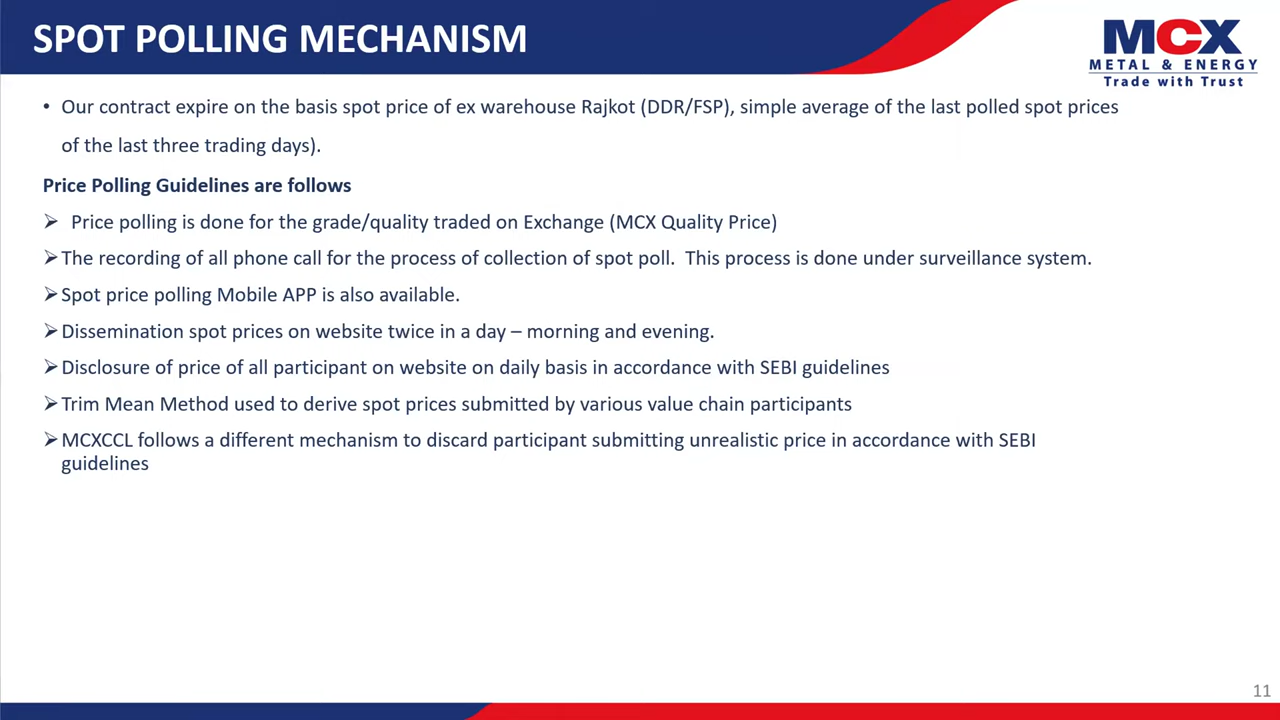 SPOT POLLING MECHANISM
MCX
METAL & ENERGY
Trade with Trust
• Our contract expire on the basis spot price of ex warehouse Rajkot (DDR/FSP), simple average of the last polled spot prices
of the last three trading days).
Price Polling Guidelines are follows
➢ Price polling is done for the grade/quality traded on Exchange (MCX Quality Price)
➢The recording of all phone call for the process of collection of spot poll. This process is done under surveillance system.
➢Spot price polling Mobile APP is also available.
➢Dissemination spot prices on website twice in a day – morning and evening.
➢Disclosure of price of all participant on website on daily basis in accordance with SEBI guidelines
➢Trim Mean Method used to derive spot prices submitted by various value chain participants
➢MCXCCL follows a different mechanism to discard participant submitting unrealistic price in accordance with SEBI
guidelines
11